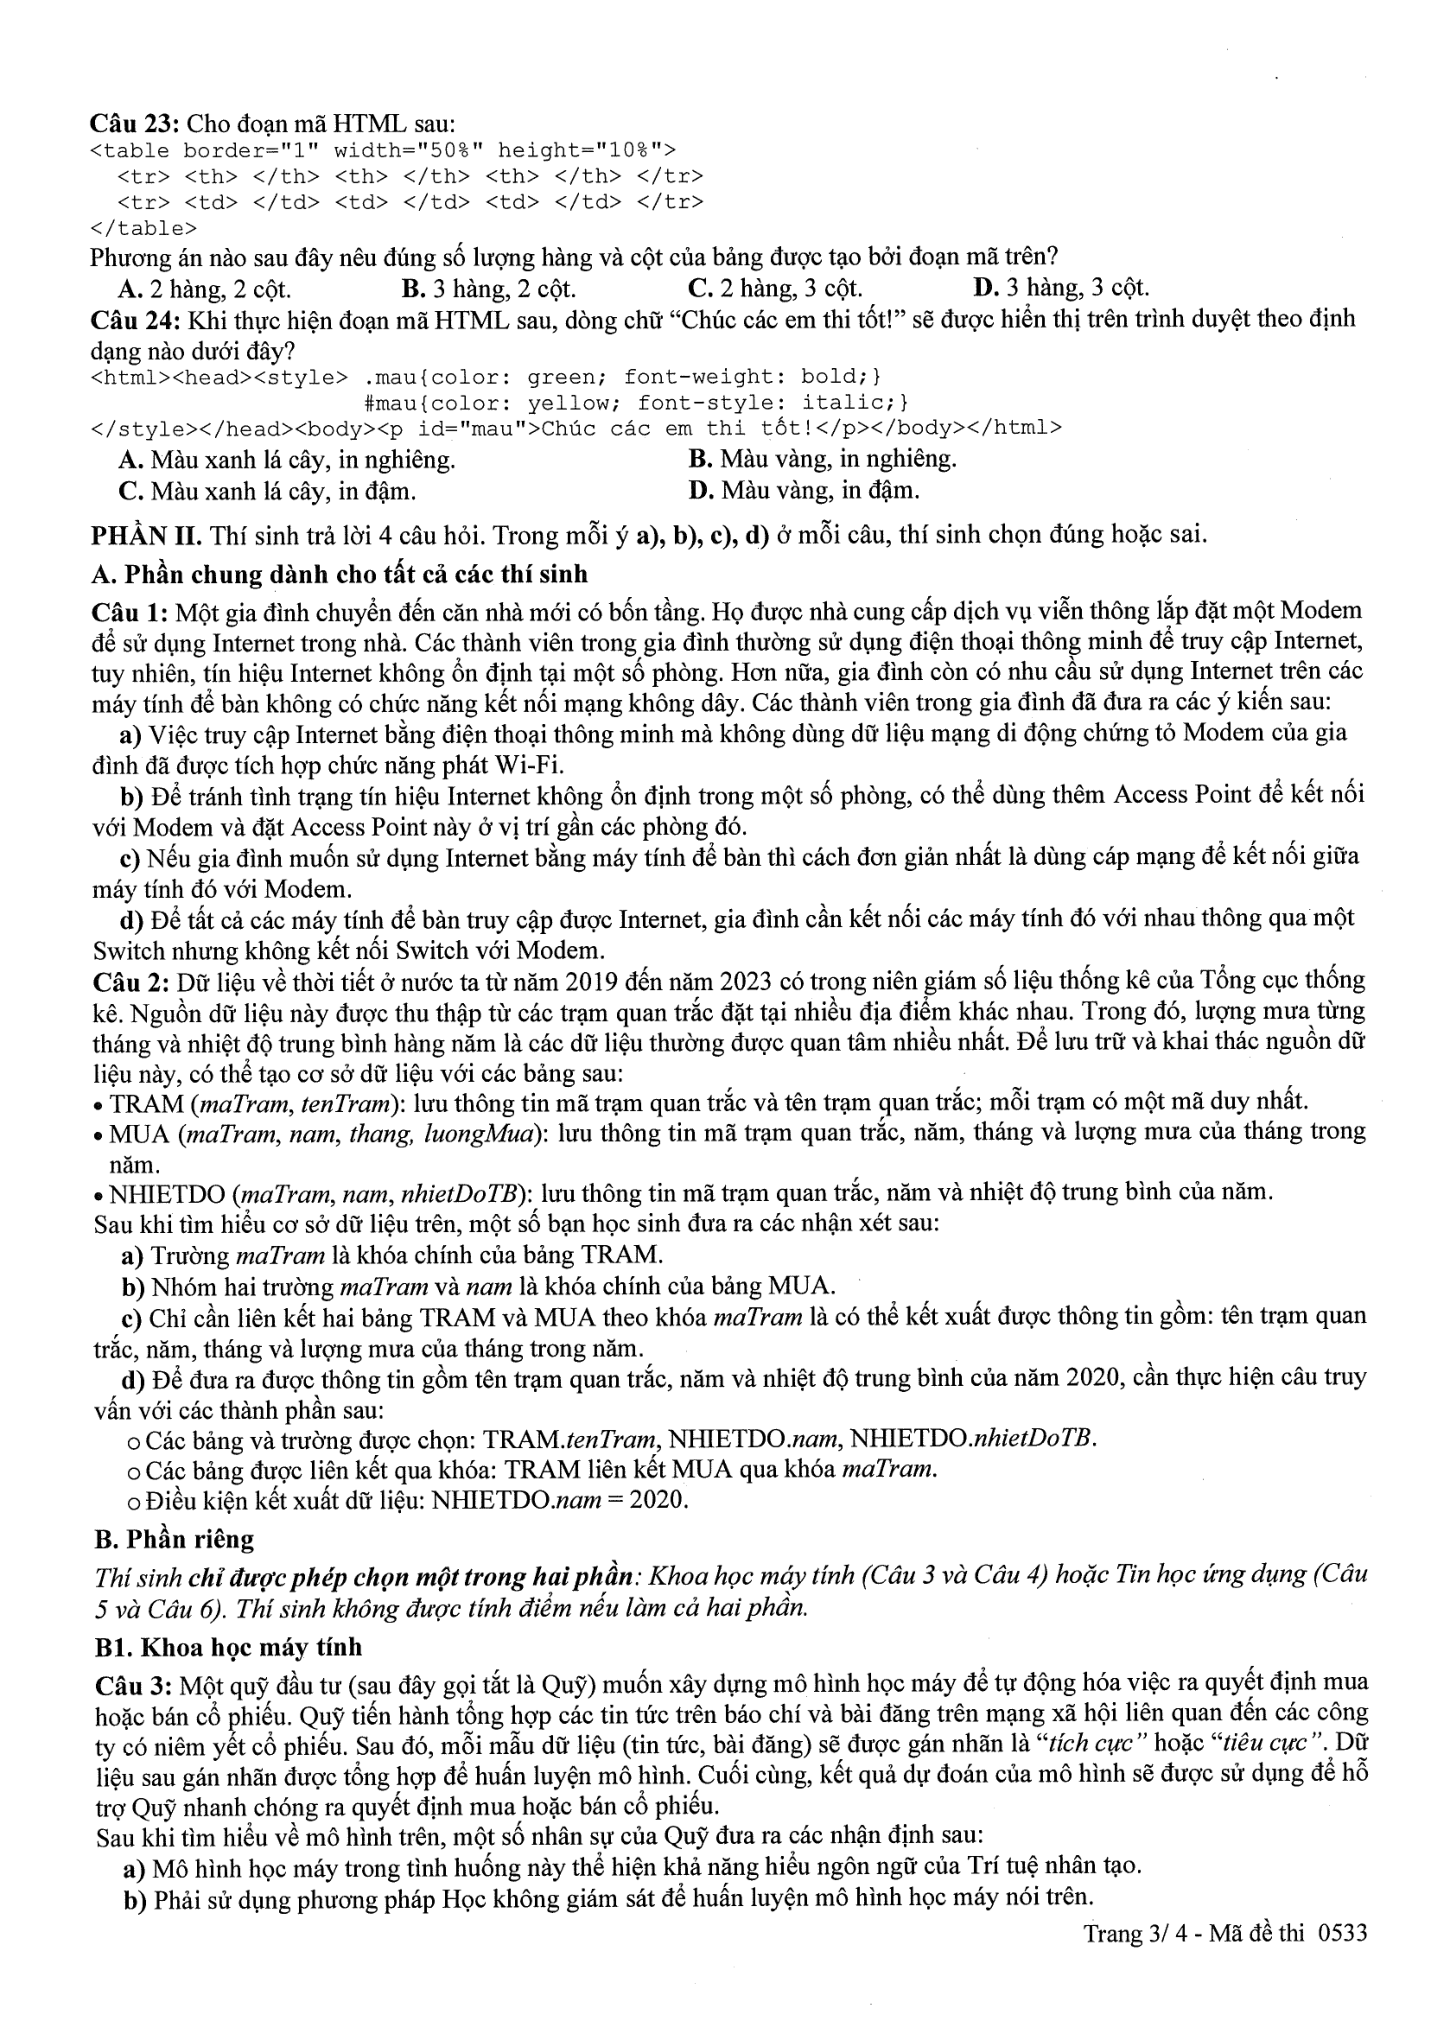 Câu 23: Cho đoạn mã HTML sau:
<table border="1" width="50%" height="10%">
<tr> <th> </th> <th> </th> <th> </th> </tr>
<tr> <td> </td> <td> </td> <td> </td> </tr>
</table>
Phương án nào sau đây nêu đúng số lượng hàng và cột của bảng được tạo bởi đoạn mã trên?
A. 2 hàng, 2 cột. B. 3 hàng, 2 cột. C. 2 hàng, 3 cột. D. 3 hàng, 3 cột.
Câu 24: Khi thực hiện đoạn mã HTML sau, dòng chữ “Chúc các em thi tốt!” sẽ được hiển thị trên trình duyệt theo định
dạng nào dưới đây?
<html><head><style> .mau{color: green; font-weight: bold;}
#mau{color: yellow; font-style: italic;}
</style></head><body><p id="mau">Chúc các em thi tốt!</p></body></html>
A. Màu xanh lá cây, in nghiêng. B. Màu vàng, in nghiêng.
C. Màu xanh lá cây, in đậm. D. Màu vàng, in đậm.
PHẦN II. Thí sinh trả lời 4 câu hỏi. Trong mỗi ý a), b), c), d) ở mỗi câu, thí sinh chọn đúng hoặc sai.
A. Phần chung dành cho tất cả các thí sinh
Câu 1: Một gia đình chuyển đến căn nhà mới có bốn tầng. Họ được nhà cung cấp dịch vụ viễn thông lắp đặt một Modem
để sử dụng Internet trong nhà. Các thành viên trong gia đình thường sử dụng điện thoại thông minh để truy cập Internet,
tuy nhiên, tín hiệu Internet không ổn định tại một số phòng. Hơn nữa, gia đình còn có nhu cầu sử dụng Internet trên các
máy tính để bàn không có chức năng kết nối mạng không dây. Các thành viên trong gia đình đã đưa ra các ý kiến sau:
a) Việc truy cập Internet bằng điện thoại thông minh mà không dùng dữ liệu mạng di động chứng tỏ Modem của gia
đình đã được tích hợp chức năng phát Wi-Fi.
b) Để tránh tình trạng tín hiệu Internet không ổn định trong một số phòng, có thể dùng thêm Access Point để kết nối
với Modem và đặt Access Point này ở vị trí gần các phòng đó.
c) Nếu gia đình muốn sử dụng Internet bằng máy tính để bàn thì cách đơn giản nhất là dùng cáp mạng để kết nối giữa
máy tính đó với Modem.
d) Để tất cả các máy tính để bàn truy cập được Internet, gia đình cần kết nối các máy tính đó với nhau thông qua một
Switch nhưng không kết nối Switch với Modem.
Câu 2: Dữ liệu về thời tiết ở nước ta từ năm 2019 đến năm 2023 có trong niên giám số liệu thống kê của Tổng cục thống
kê. Nguồn dữ liệu này được thu thập từ các trạm quan trắc đặt tại nhiều địa điểm khác nhau. Trong đó, lượng mưa từng
tháng và nhiệt độ trung bình hàng năm là các dữ liệu thường được quan tâm nhiều nhất. Để lưu trữ và khai thác nguồn dữ
liệu này, có thể tạo cơ sở dữ liệu với các bảng sau:
• TRAM (maTram, tenTram): lưu thông tin mã trạm quan trắc và tên trạm quan trắc; mỗi trạm có một mã duy nhất.
• MUA (maTram, nam, thang, luongMua): lưu thông tin mã trạm quan trắc, năm, tháng và lượng mưa của tháng trong
năm.
• NHIETDO (maTram, nam, nhietDoTB): lưu thông tin mã trạm quan trắc, năm và nhiệt độ trung bình của năm.
Sau khi tìm hiểu cơ sở dữ liệu trên, một số bạn học sinh đưa ra các nhận xét sau:
a) Trường maTram là khóa chính của bảng TRAM.
b) Nhóm hai trường maTram và nam là khóa chính của bảng MUA.
c) Chỉ cần liên kết hai bảng TRAM và MUA theo khóa maTram là có thể kết xuất được thông tin gồm: tên trạm quan
trắc, năm, tháng và lượng mưa của tháng trong năm.
d) Để đưa ra được thông tin gồm tên trạm quan trắc, năm và nhiệt độ trung bình của năm 2020, cần thực hiện câu truy
vấn với các thành phần sau:
○ Các bảng và trường được chọn: TRAM.tenTram, NHIETDO.nam, NHIETDO.nhietDoTB.
○ Các bảng được liên kết qua khóa: TRAM liên kết MUA qua khóa maTram.
○ Điều kiện kết xuất dữ liệu: NHIETDO.nam = 2020.
B. Phần riêng
Thí sinh chỉ được phép chọn một trong hai phần: Khoa học máy tính (Câu 3 và Câu 4) hoặc Tin học ứng dụng (Câu
5 và Câu 6). Thí sinh không được tính điểm nếu làm cả hai phần.
B1. Khoa học máy tính
Câu 3: Một quỹ đầu tư (sau đây gọi tắt là Quỹ) muốn xây dựng mô hình học máy để tự động hóa việc ra quyết định mua
hoặc bán cổ phiếu. Quỹ tiến hành tổng hợp các tin tức trên báo chí và bài đăng trên mạng xã hội liên quan đến các công
ty có niêm yết cổ phiếu. Sau đó, mỗi mẫu dữ liệu (tin tức, bài đăng) sẽ được gán nhãn là “tích cực” hoặc “tiêu cực”. Dữ
liệu sau gán nhãn được tổng hợp để huấn luyện mô hình. Cuối cùng, kết quả dự đoán của mô hình sẽ được sử dụng để hỗ
trợ Quỹ nhanh chóng ra quyết định mua hoặc bán cổ phiếu.
Sau khi tìm hiểu về mô hình trên, một số nhân sự của Quỹ đưa ra các nhận định sau:
a) Mô hình học máy trong tình huống này thể hiện khả năng hiểu ngôn ngữ của Trí tuệ nhân tạo.
b) Phải sử dụng phương pháp Học không giám sát để huấn luyện mô hình học máy nói trên.
Trang 3/ 4 - Mã đề thi 0533